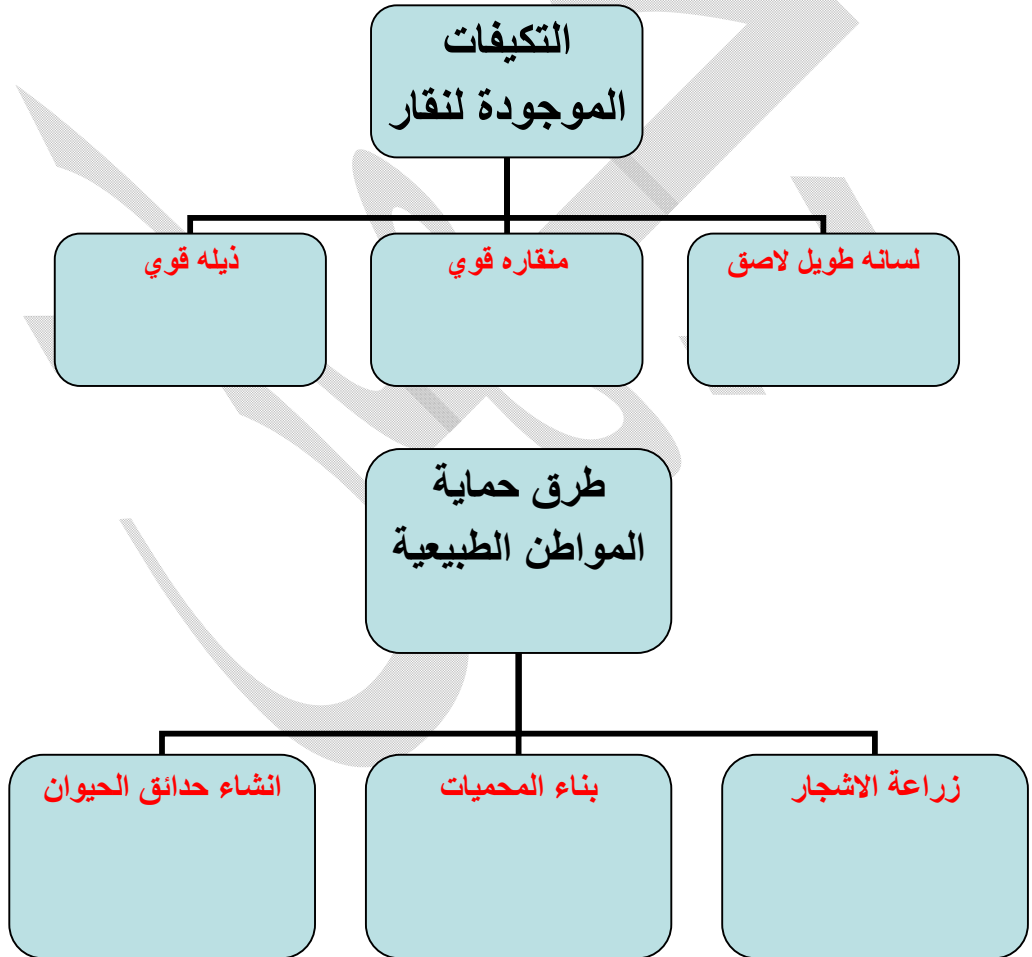 التكيفات
الموجودة لنقار
لسانه طويل لاصق
منقاره قوي
ذيله قوي
طرق حماية
المواطن الطبيعية
زراعة الاشجار
بناء المحميات
انشاء حدائق الحيوان